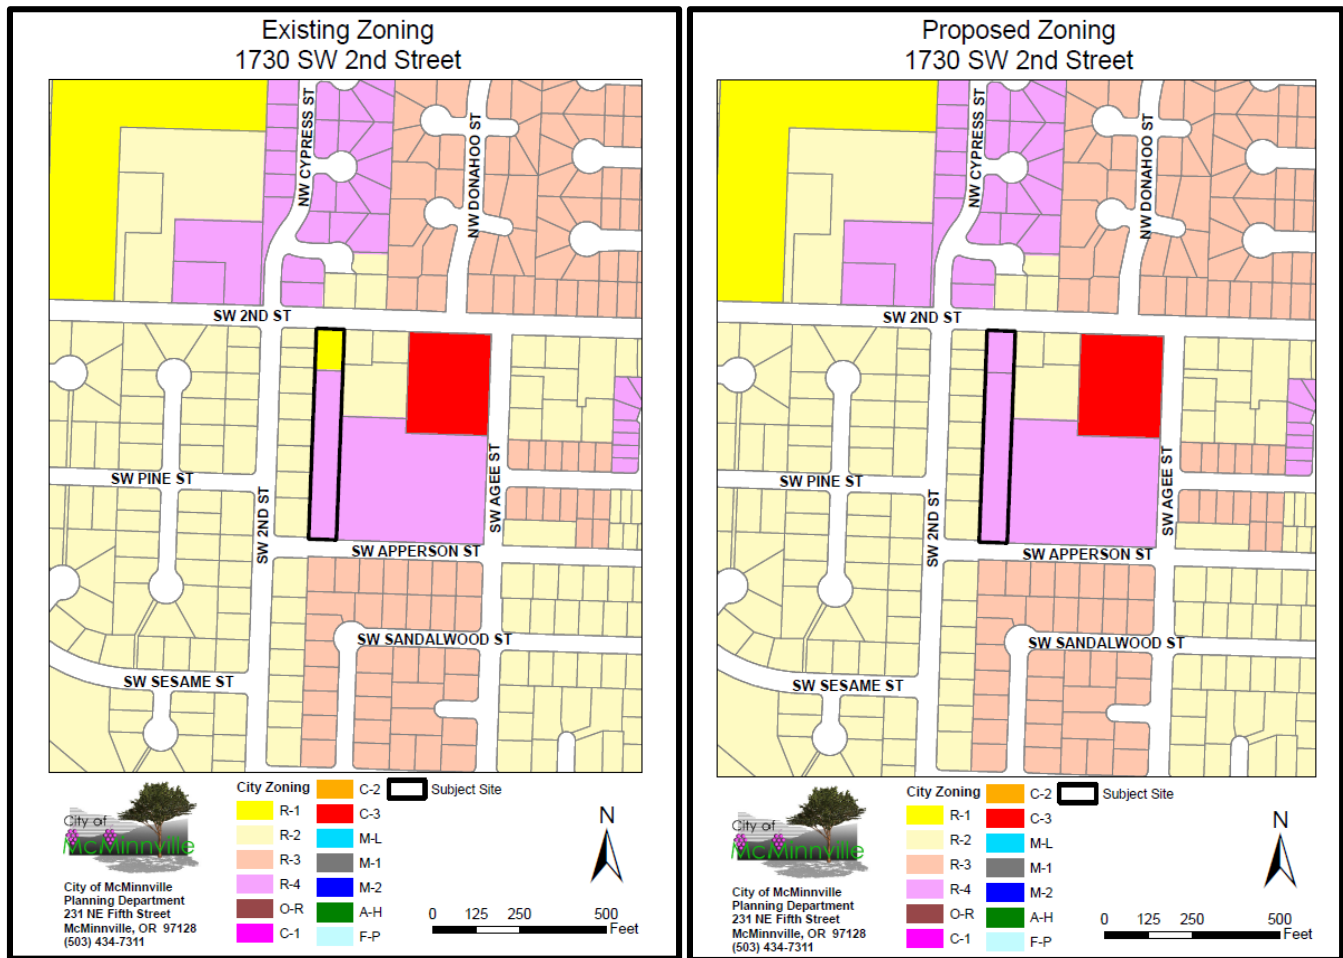 Existing Zoning
1730 SW 2nd Street
NW CYPRESS ST
NW DONAHOO ST
SW 2ND ST
SW PINE ST
SW 2ND ST
SW AGEE ST
SW APPERSON ST
SW SANDALWOOD ST
SW SESAME ST
City of
McMinnville
City of McMinnville
Planning Department
231 NE Fifth Street
McMinnville, OR 97128
(503) 434-7311
City Zoning
R-1
R-2
R-3
R-4
O-R
C-1
C-2
C-3
M-L
M-1
M-2
A-H
F-P
Subject Site
N
0 125 250 500
Feet
Proposed Zoning
1730 SW 2nd Street
NW CYPRESS ST
NW DONAHOO ST
SW 2ND ST
SW PINE ST
SW 2ND ST
SW AGEE ST
SW APPERSON ST
SW SANDALWOOD ST
SW SESAME ST
City of
McMinnville
City of McMinnville
Planning Department
231 NE Fifth Street
McMinnville, OR 97128
(503) 434-7311
City Zoning
R-1
R-2
R-3
R-4
O-R
C-1
C-2
C-3
M-L
M-1
M-2
A-H
F-P
Subject Site
N
0 125 250 500
Feet